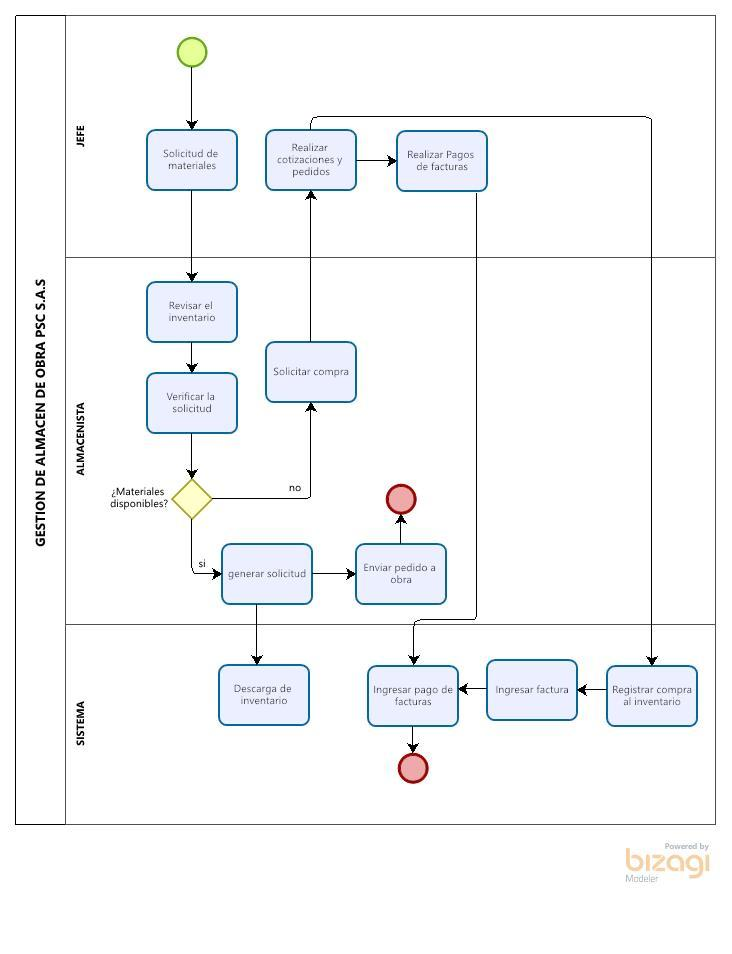 GESTION DE ALMACEN DE OBRA PSC S.A.S
JEFE
Solicitud de
materiales
Realizar
cotizaciones y
pedidos
Realizar Pagos
de facturas
ALMACENISTA
Revisar el
inventario
Verificar la
solicitud
Solicitar compra
¿Materiales
disponibles?
no
si
generar solicitud
Enviar pedido a
obra
SISTEMA
Descarga de
inventario
Ingresar pago de
facturas
Ingresar factura
Registrar compra
al inventario
Powered by
bizagi
Modeler